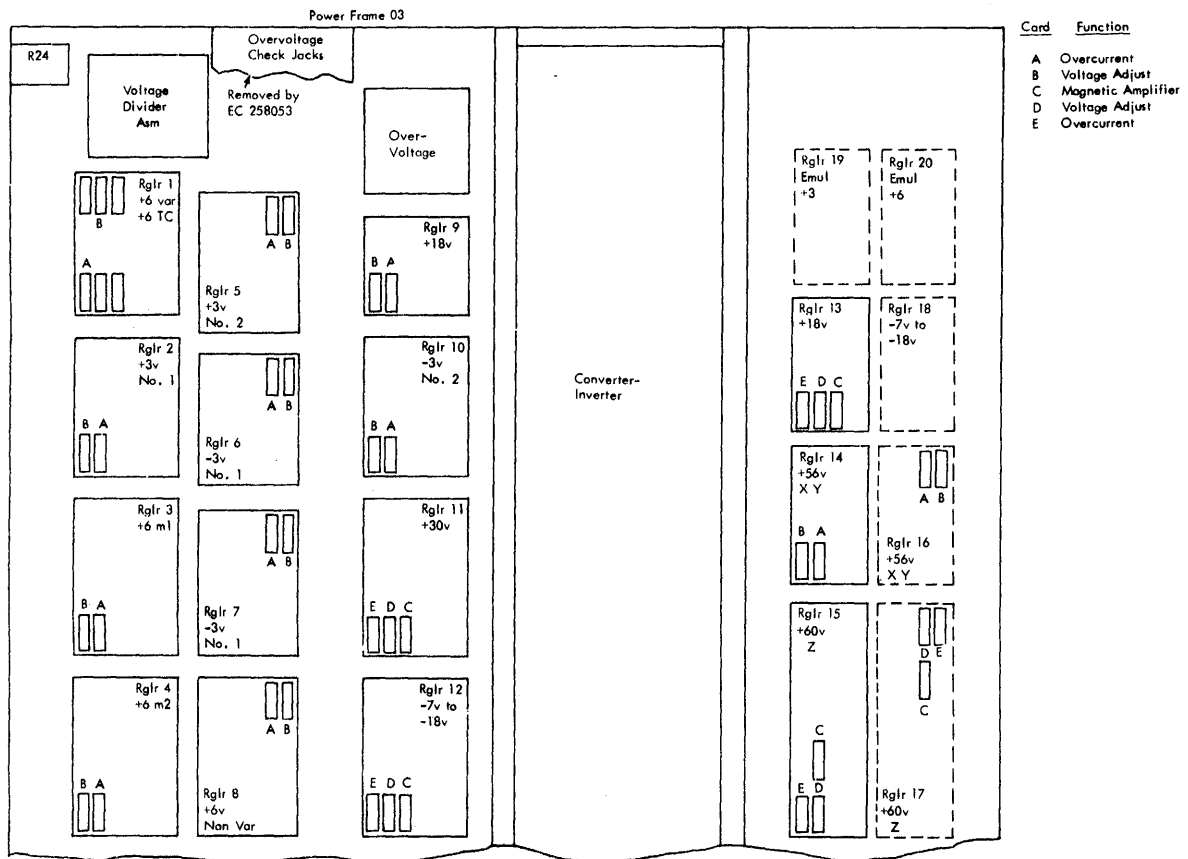 Power Frame 03
Card Function
A Overcurrent
B Voltage Adjust
C Magnetic Amplifier
D Voltage Adjust
E Overcurrent
R24
Voltage
Divider
Asm
Overvoltage
Check Jacks
Removed by
EC 258053
Over-
Voltage
Rglr 1
+6 var
+6 TC
B
A
Rglr 2
+3v
No. 1
B A
Rglr 3
+6 m1
B A
Rglr 4
+6 m2
B A
A B
Rglr 5
+3v
No. 2
A B
Rglr 6
-3v
No. 1
A B
Rglr 7
-3v
No. 1
A B
Rglr 8
+6v
Non Var
Rglr 9
+18v
B A
Rglr 10
-3v
No. 2
B A
Rglr 11
+30v
E D C
Rglr 12
-7v to
-18v
E D C
Converter-
Inverter
Rglr 19
Emul
+3
Rglr 20
Emul
+6
Rglr 13
+18v
E D C
Rglr 18
-7v to
-18v
Rglr 14
+56v
X Y
B A
A B
Rglr 16
+56v
X Y
Rglr 15
+60v
Z
C
E D
D E
C
Rglr 17
+60v
Z